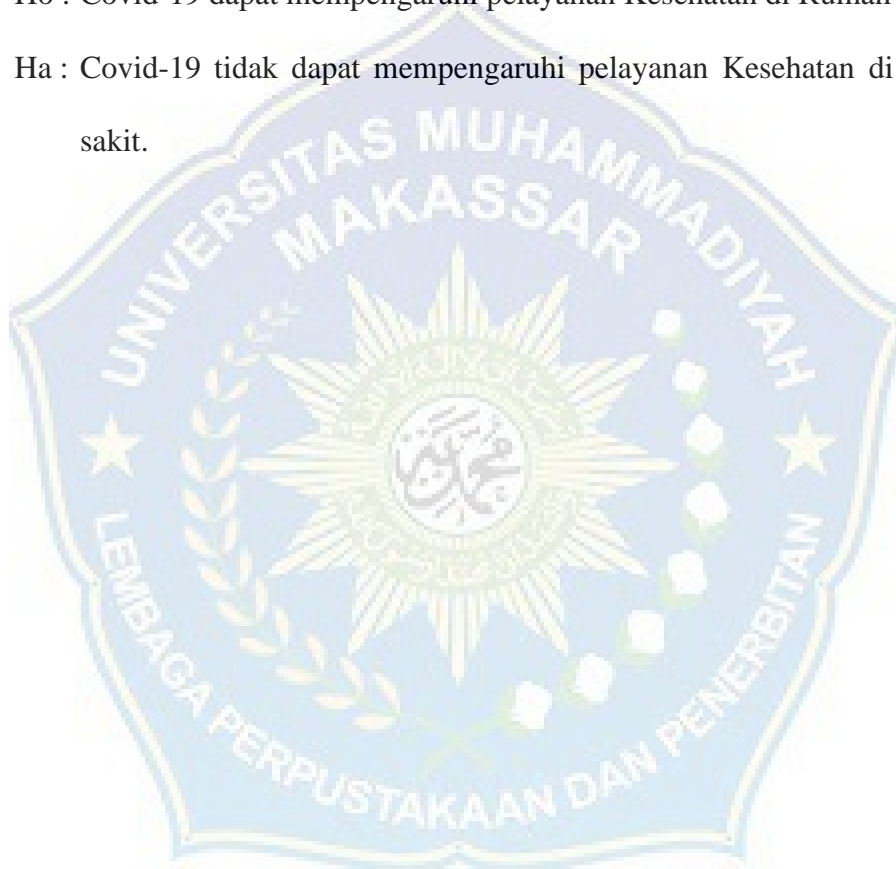 Ho : Covid-19 dapat mempengaruhi pelayanan Kesehatan di Rumah
Ha : Covid-19 tidak dapat mempengaruhi pelayanan Kesehatan di
sakit.
UNIVERSITAS MUHAMMADIYAH
MAKASSAR
LEMBAGA PERPUSTAKAAN DAN PENERBITAN